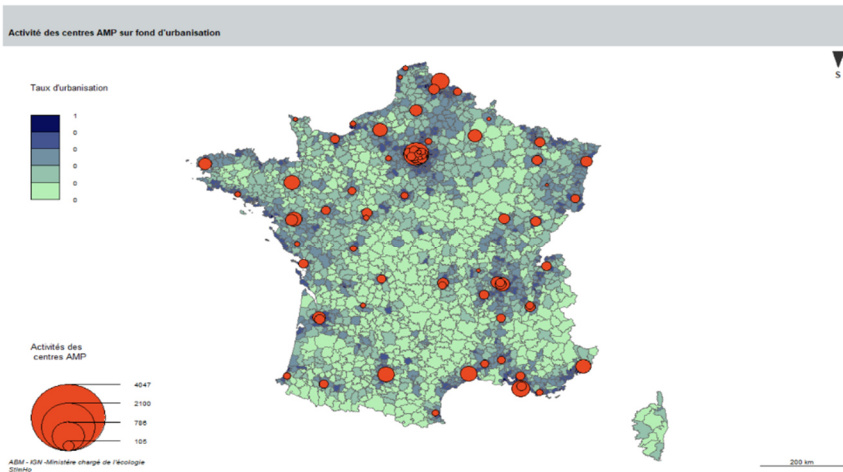 Activité des centres AMP sur fond d'urbanisation
S
Taux d'urbanisation
1
0
0
0
0
0
Activités des
centres AMP
4047
2100
786
105
ABM - IGN -Ministère chargé de l'écologie
200 km